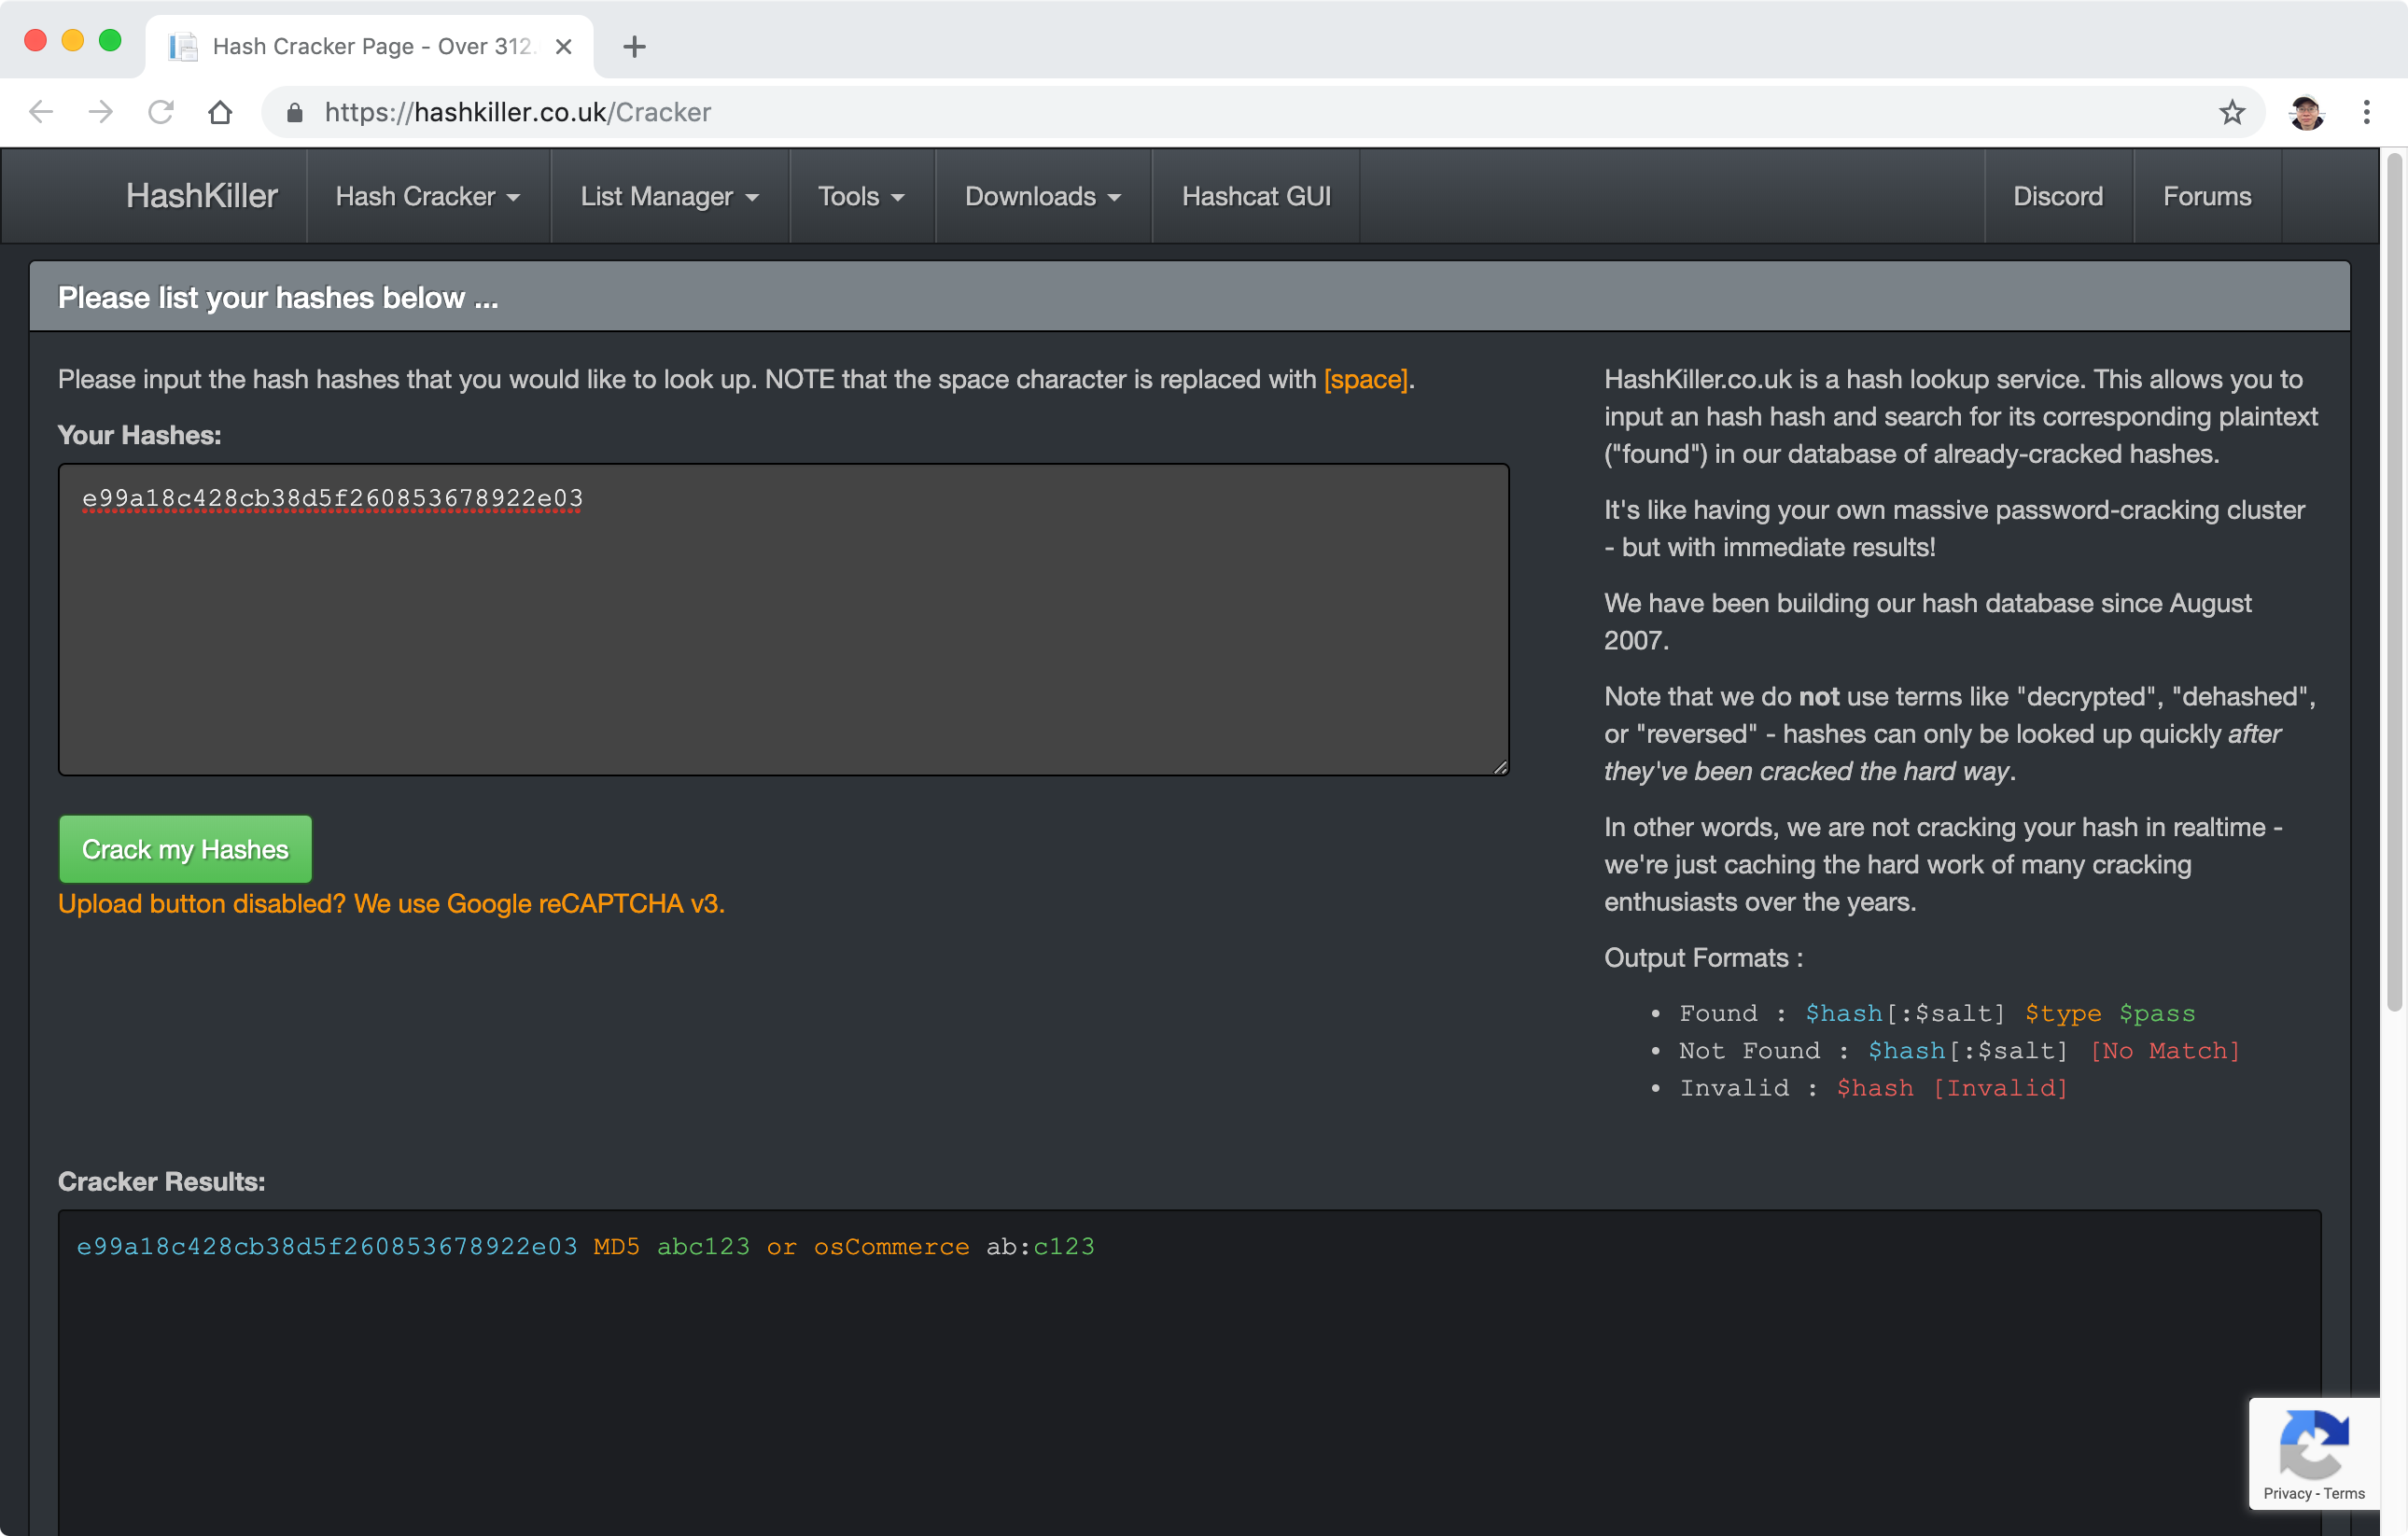 Hash Cracker Page - Over 312.
https://hashkiller.co.uk/Cracker
HashKiller
Hash Cracker
List Manager
Tools
Downloads
Hashcat GUI
Discord
Forums
Please list your hashes below ...
Please input the hash hashes that you would like to look up. NOTE that the space character is replaced with [space].
Your Hashes:
e99a18c428cb38d5f260853678922e03
Crack my Hashes
Upload button disabled? We use Google reCAPTCHA v3.
HashKiller.co.uk is a hash lookup service. This allows you to
input an hash hash and search for its corresponding plaintext
("found") in our database of already-cracked hashes.
It's like having your own massive password-cracking cluster
- but with immediate results!
We have been building our hash database since August
2007.
Note that we do not use terms like "decrypted", "dehashed",
or "reversed" - hashes can only be looked up quickly after
they've been cracked the hard way.
In other words, we are not cracking your hash in realtime -
we're just caching the hard work of many cracking
enthusiasts over the years.
Output Formats :
• Found : $hash[:$salt] $type $pass
• Not Found : $hash[:$salt] [No Match]
• Invalid : $hash [Invalid]
Cracker Results:
e99a18c428cb38d5f260853678922e03 MD5 abc123 or osCommerce ab:c123
Privacy - Terms